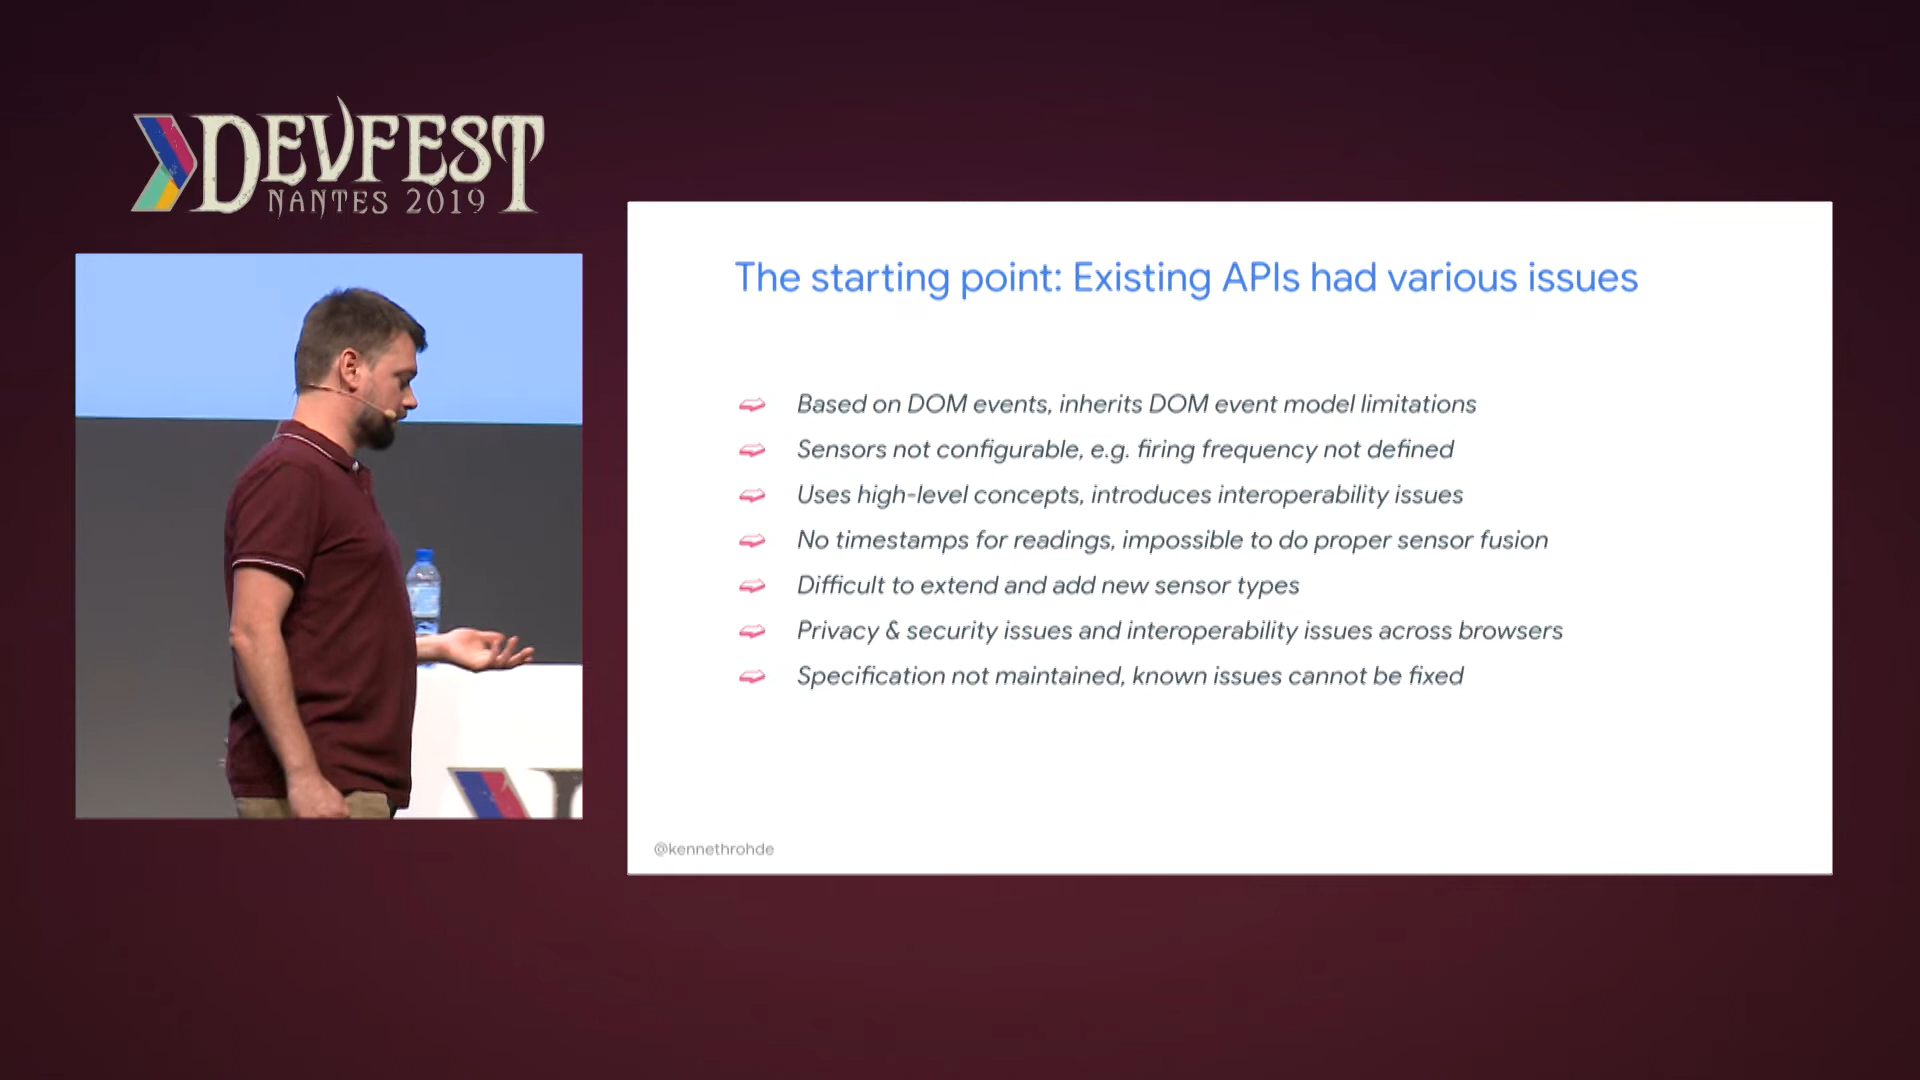 DEVFEST
NANTES 2019
The starting point: Existing APIs had various issues
Based on DOM events, inherits DOM event model limitations
Sensors not configurable, e.g. firing frequency not defined
Uses high-level concepts, introduces interoperability issues
No timestamps for readings, impossible to do proper sensor fusion
Difficult to extend and add new sensor types
Privacy & security issues and interoperability issues across browsers
Specification not maintained, known issues cannot be fixed
@kennethrohde